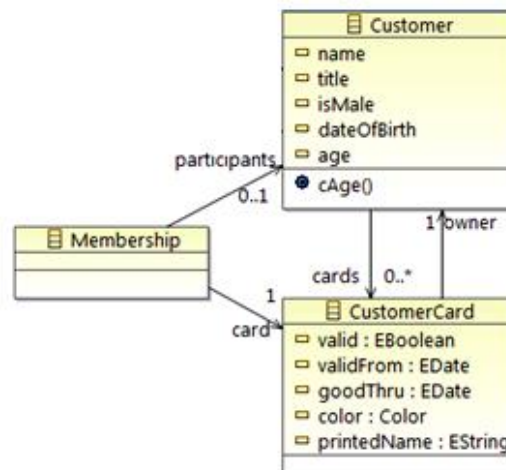 Customer
name
title
isMale
dateOfBirth
age
cAge()
participants
0..1
Membership
1 owner
cards 0..*
1
card
CustomerCard
valid : EBoolean
validFrom : EDate
goodThru : EDate
color : Color
printedName : EString